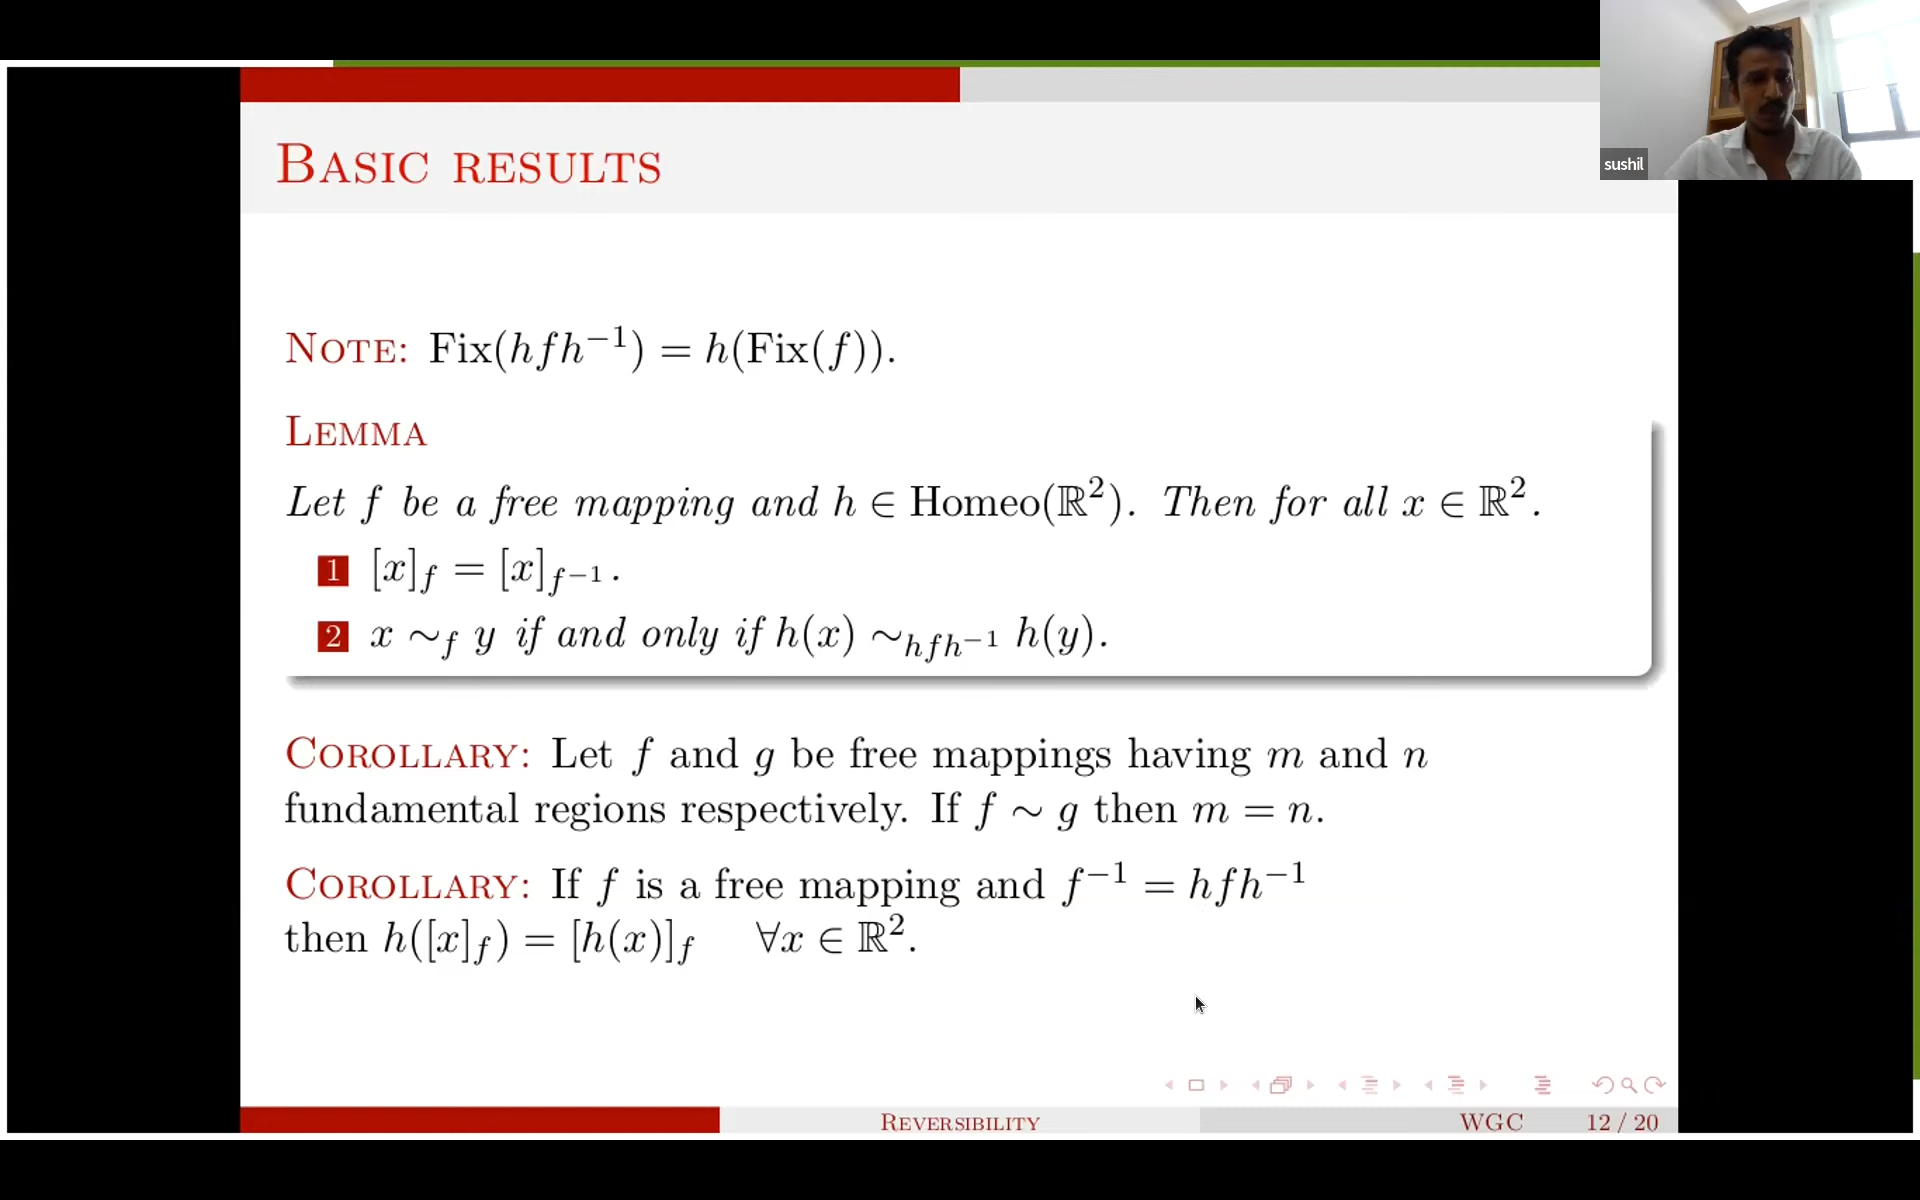 BASIC RESULTS
sushil
NOTE: Fix(hfh⁻¹) = h(Fix(f)).
LEMMA
Let f be a free mapping and h ∈ Homeo(ℝ²). Then for all x ∈ ℝ².
1 [x]_f = [x]_{f⁻¹}.
2 x ∼_f y if and only if h(x) ∼_{hfh⁻¹} h(y).
COROLLARY: Let f and g be free mappings having m and n
fundamental regions respectively. If f ∼ g then m = n.
COROLLARY: If f is a free mapping and f⁻¹ = hfh⁻¹
then h([x]_f) = [h(x)]_f ∀x ∈ ℝ².
REVERSIBILITY WGC 12 / 20